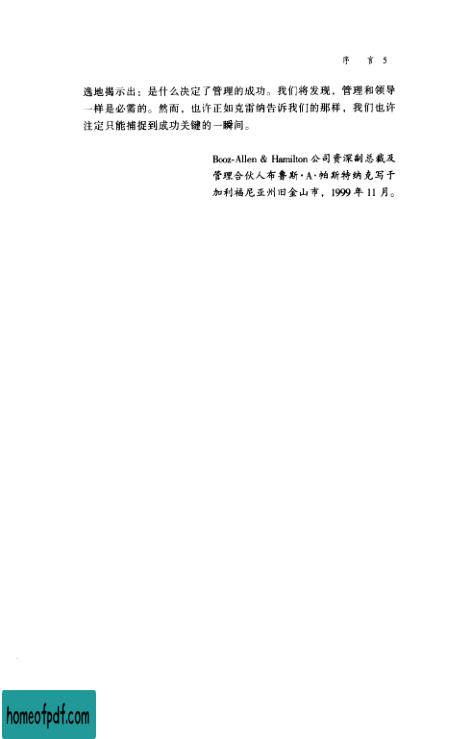 序 言 5
逸地揭示出：是什么决定了管理的成功。我们将发现，管理和领导
一样是必需的。然而，也许正如克雷纳告诉我们的那样，我们也许
注定只能捕捉到成功关键的一瞬间。
Booz-Allen & Hamilton 公司资深副总裁及
管理合伙人布鲁斯·A·帕斯特纳克写于
加利福尼亚州旧金山市，1999 年 11 月。
homeofpdf.com